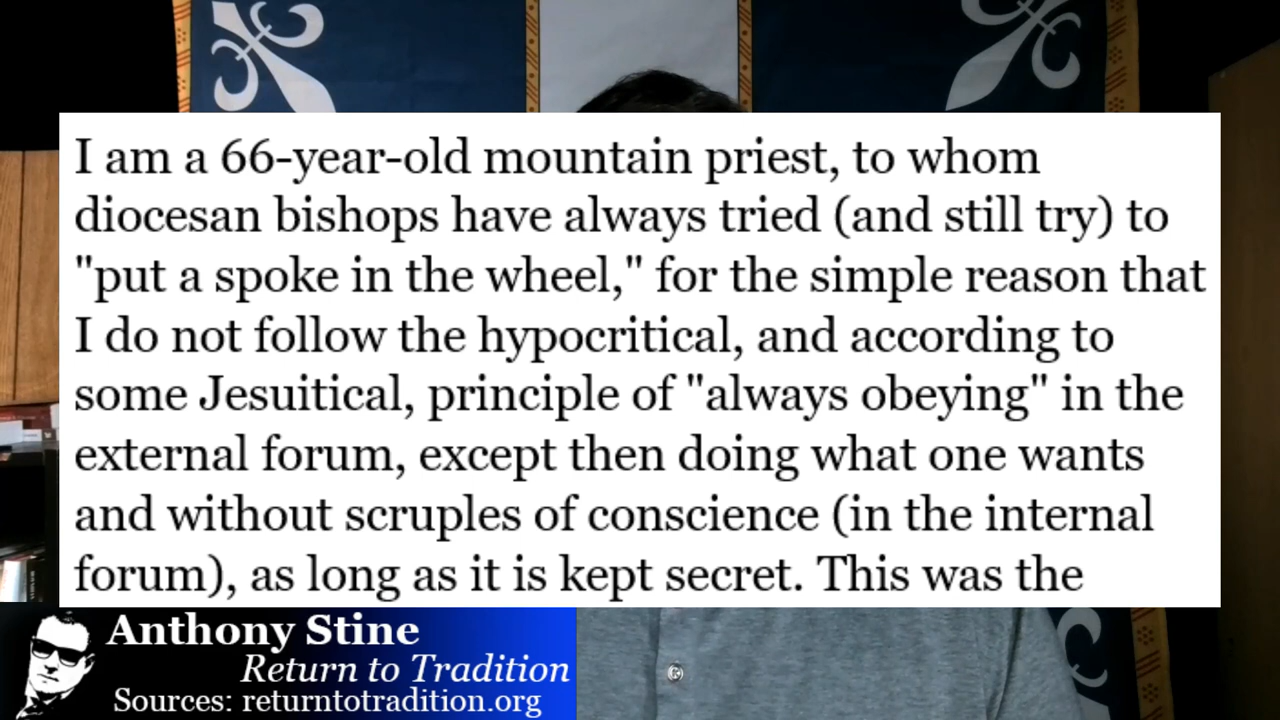 I am a 66-year-old mountain priest, to whom
diocesan bishops have always tried (and still try) to
"put a spoke in the wheel," for the simple reason that
I do not follow the hypocritical, and according to
some Jesuitical, principle of "always obeying" in the
external forum, except then doing what one wants
and without scruples of conscience (in the internal
forum), as long as it is kept secret. This was the
Anthony Stine
Return to Tradition
Sources: returntotradition.org